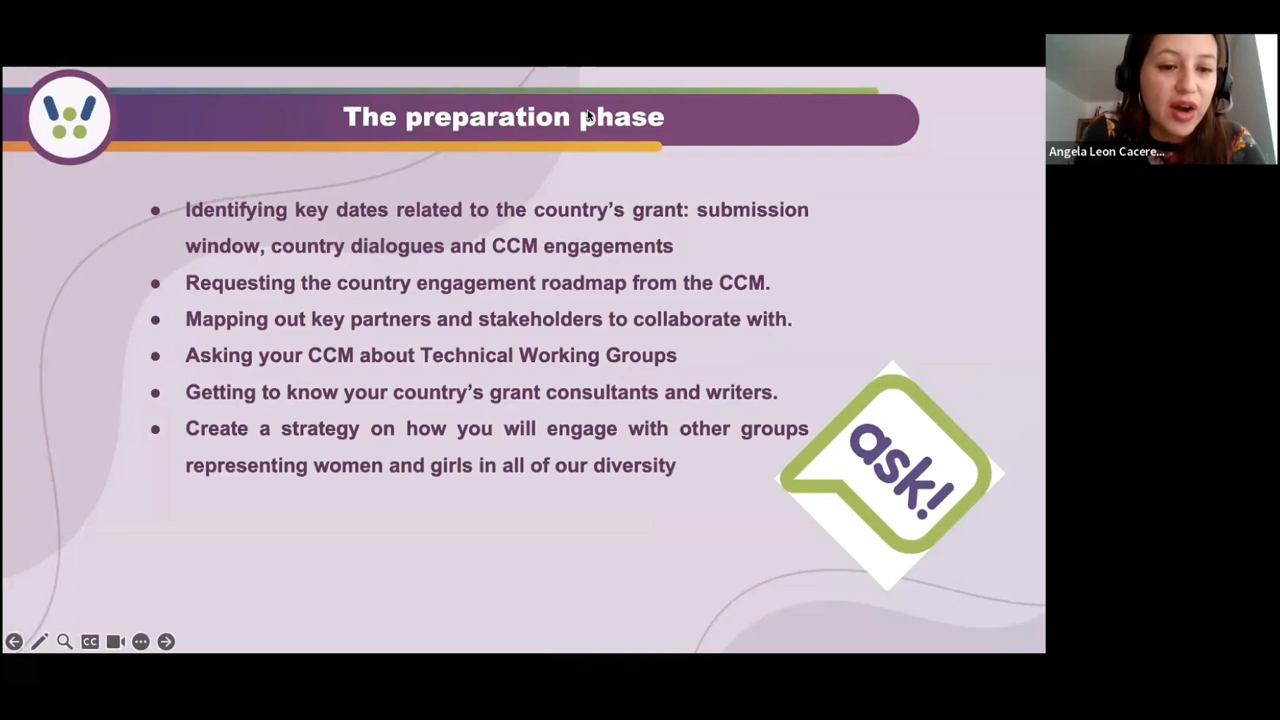 The preparation phase
Angela Leon Cacere...
● Identifying key dates related to the country's grant: submission
window, country dialogues and CCM engagements
● Requesting the country engagement roadmap from the CCM.
● Mapping out key partners and stakeholders to collaborate with.
● Asking your CCM about Technical Working Groups
● Getting to know your country's grant consultants and writers.
● Create a strategy on how you will engage with other groups
representing women and girls in all of our diversity
ask!
CC